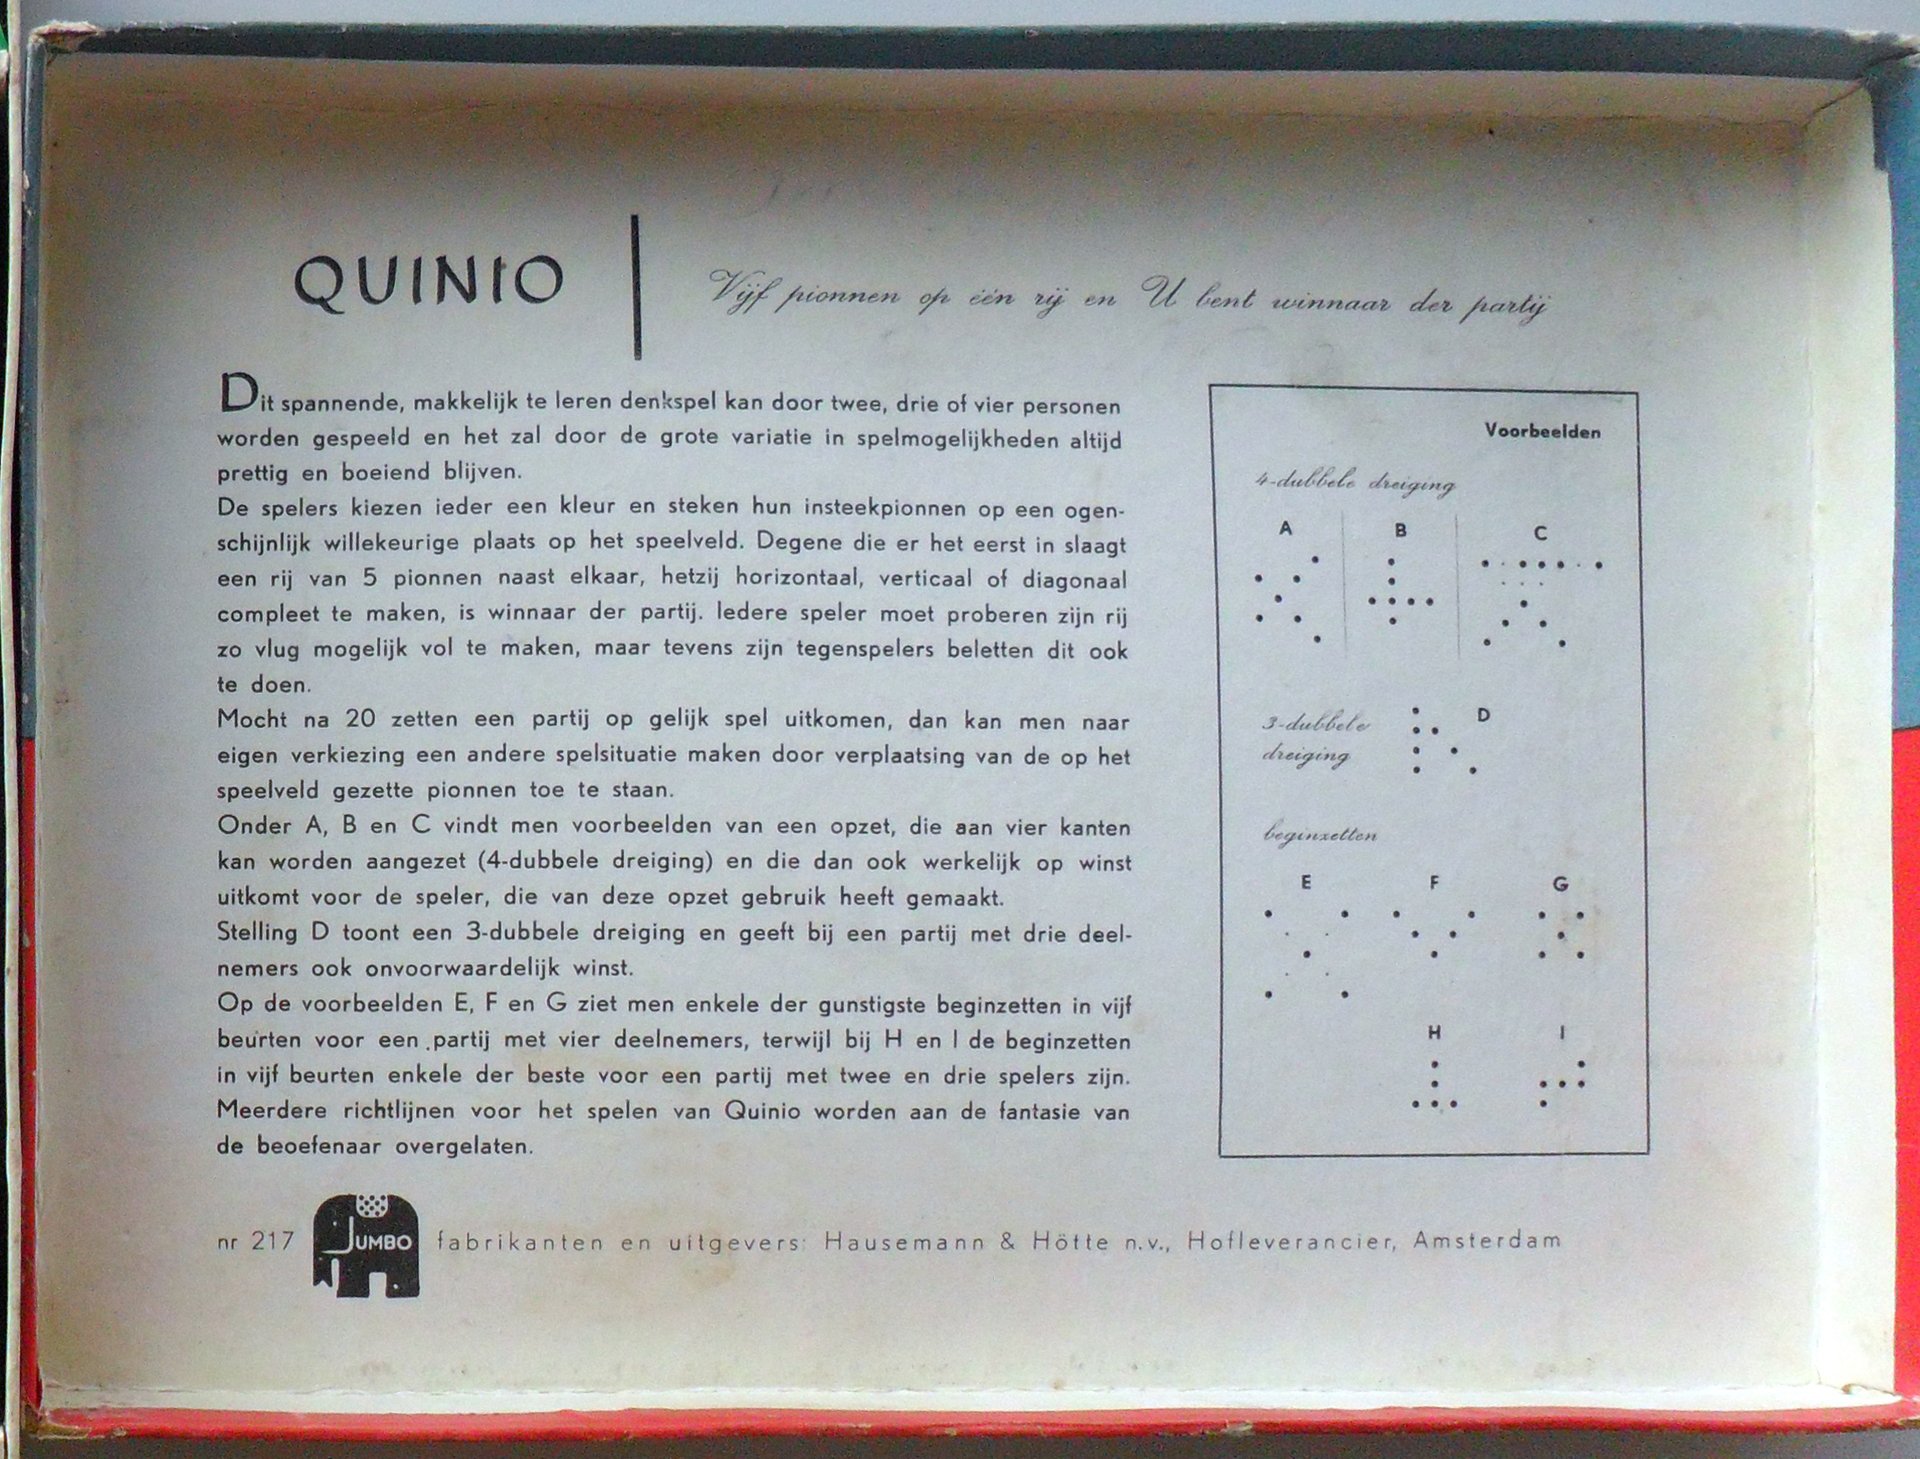 QUINIO
Vijf pionnen op één rij en U bent winnaar der partij
Dit spannende, makkelijk te leren denkspel kan door twee, drie of vier personen
worden gespeeld en het zal door de grote variatie in spelmogelijkheden altijd
prettig en boeiend blijven.
De spelers kiezen ieder een kleur en steken hun insteekpionnen op een ogen-
schijnlijk willekeurige plaats op het speelveld. Degene die er het eerst in slaagt
een rij van 5 pionnen naast elkaar, hetzij horizontaal, verticaal of diagonaal
compleet te maken, is winnaar der partij. Iedere speler moet proberen zijn rij
zo vlug mogelijk vol te maken, maar tevens zijn tegenspelers beletten dit ook
te doen.
Mocht na 20 zetten een partij op gelijk spel uitkomen, dan kan men naar
eigen verkiezing een andere spelsituatie maken door verplaatsing van de op het
speelveld gezette pionnen toe te staan.
Onder A, B en C vindt men voorbeelden van een opzet, die aan vier kanten
kan worden aangezet (4-dubbele dreiging) en die dan ook werkelijk op winst
uitkomt voor de speler, die van deze opzet gebruik heeft gemaakt.
Stelling D toont een 3-dubbele dreiging en geeft bij een partij met drie deel-
nemers ook onvoorwaardelijk winst.
Op de voorbeelden E, F en G ziet men enkele der gunstigste beginzetten in vijf
beurten voor een partij met vier deelnemers, terwijl bij H en I de beginzetten
in vijf beurten enkele der beste voor een partij met twee en drie spelers zijn.
Meerdere richtlijnen voor het spelen van Quinio worden aan de fantasie van
de beoefenaar overgelaten.
Voorbeelden
4-dubbele dreiging
A B C
3-dubbele D
dreiging
beginzetten
E F G
H I
nr 217 JUMBO fabrikanten en uitgevers: Hausemann & Hötte n.v., Hofleverancier, Amsterdam